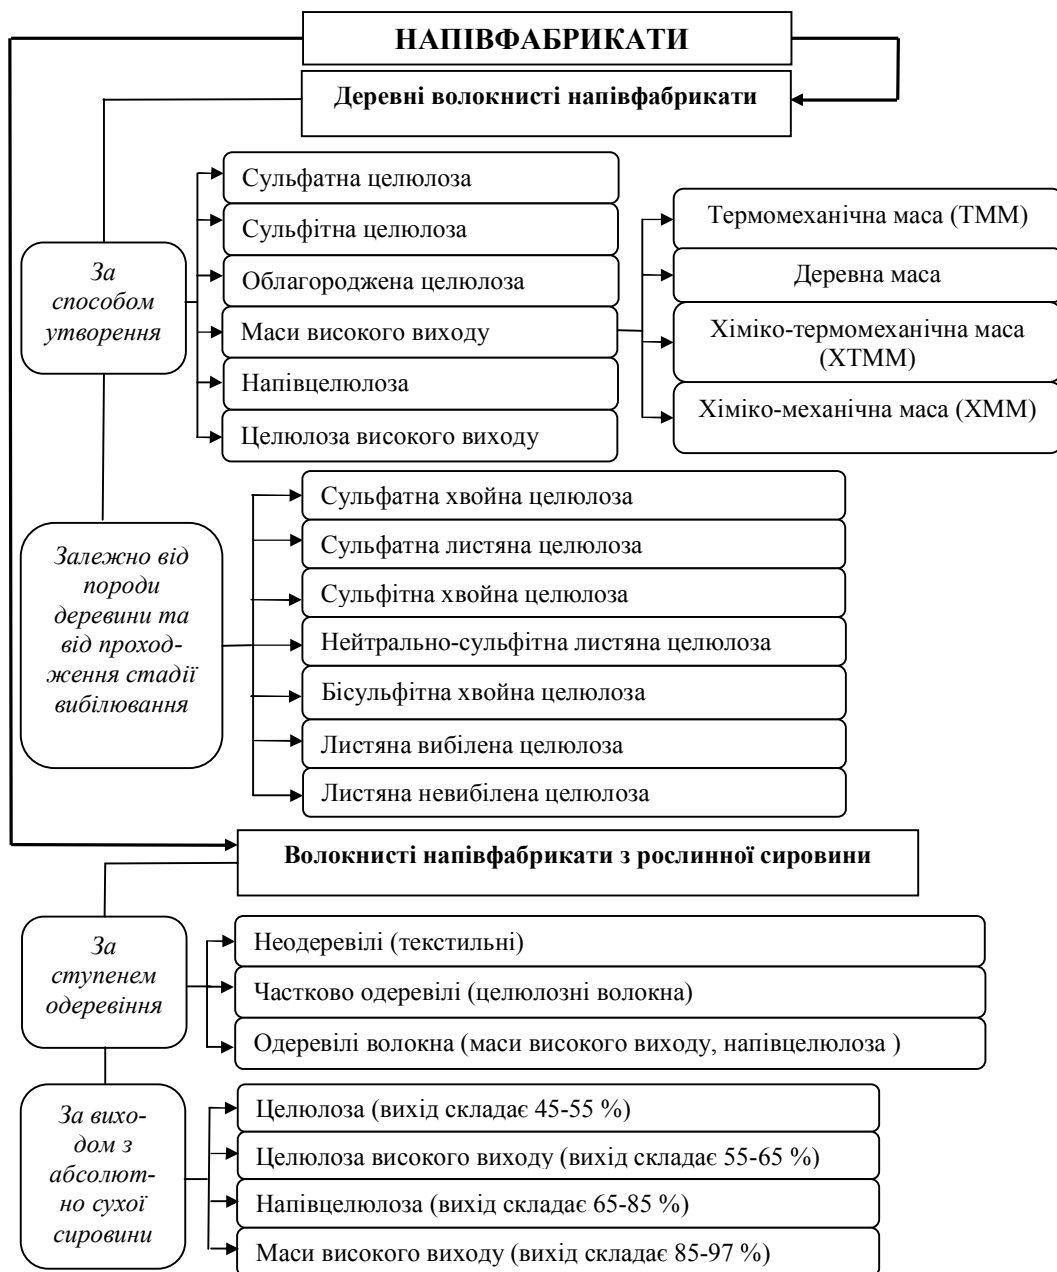 НАПІВФАБРИКАТИ
Деревні волокнисті напівфабрикати
За
способом
утворення
Сульфатна целюлоза
Сульфітна целюлоза
Облагороджена целюлоза
Маси високого виходу
Напівцелюлоза
Целюлоза високого виходу
Термомеханічна маса (ТММ)
Деревна маса
Хіміко-термомеханічна маса
(ХТММ)
Хіміко-механічна маса (ХММ)
Залежно від
породи
деревини та
від проход-
ження стадії
вибілювання
Сульфатна хвойна целюлоза
Сульфатна листяна целюлоза
Сульфітна хвойна целюлоза
Нейтрально-сульфітна листяна целюлоза
Бісульфітна хвойна целюлоза
Листяна вибілена целюлоза
Листяна невибілена целюлоза
Волокнисті напівфабрикати з рослинної сировини
За
ступенем
одеревіння
Неодеревілі (текстильні)
Частково одеревілі (целюлозні волокна)
Одеревілі волокна (маси високого виходу, напівцелюлоза )
За вихо-
дом з
абсолют-
но сухої
сировини
Целюлоза (вихід складає 45-55 %)
Целюлоза високого виходу (вихід складає 55-65 %)
Напівцелюлоза (вихід складає 65-85 %)
Маси високого виходу (вихід складає 85-97 %)